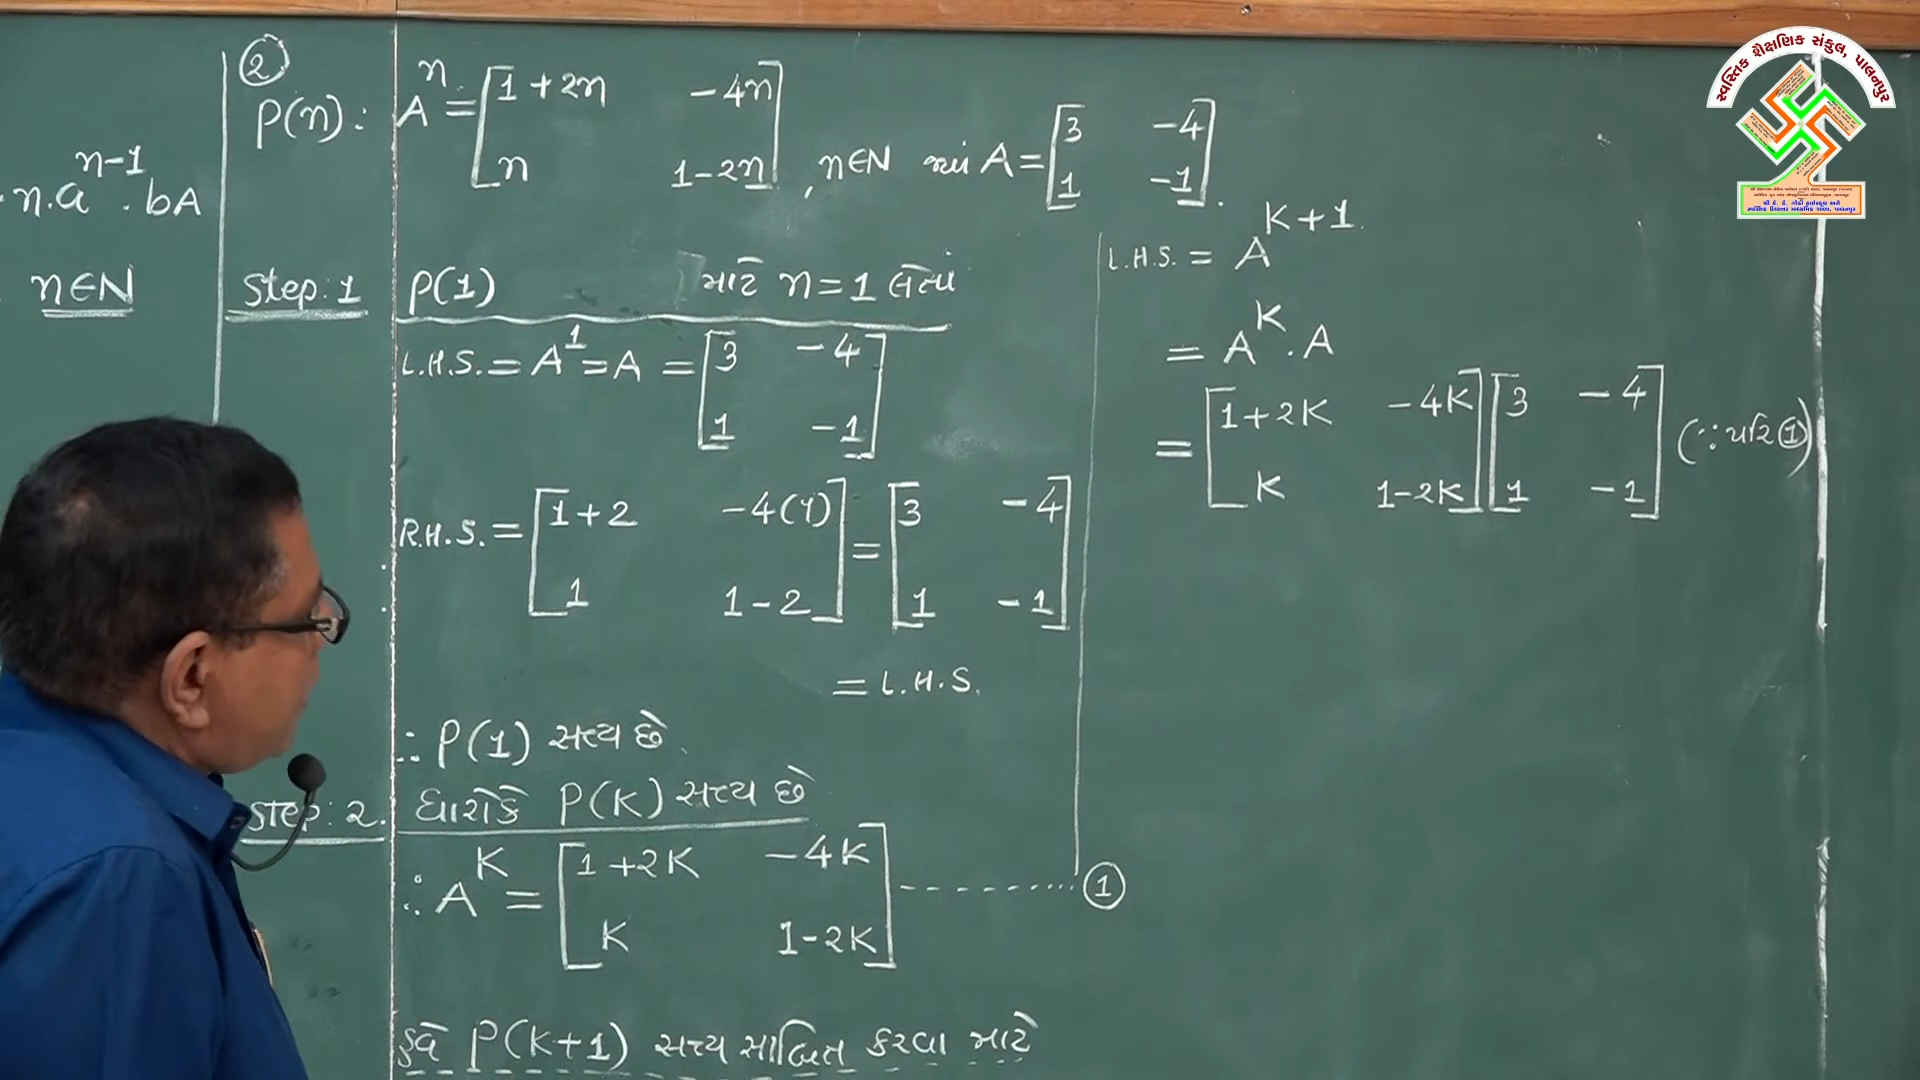 n-1
.n.a . bA
n∈N
②
P(n): Aⁿ = [1+2n -4n
n 1-2n], n∈N જ્યાં A = [3 -4
1 -1].
Step:1 P(1) માટે n=1 લેતાં
L.H.S. = A¹ = A = [3 -4
1 -1]
R.H.S. = [1+2 -4(1)
1 1-2] = [3 -4
1 -1]
= L.H.S.
∴ P(1) સત્ય છે.
Step:2. ધારોકે P(K) સત્ય છે
∴ A^K = [1+2K -4K
K 1-2K] --------- ①
હવે P(K+1) સત્ય સાબિત કરવા માટે
L.H.S. = A^K+1
= A^K . A
= [1+2K -4K
K 1-2K] [3 -4
1 -1] (∵ પરિ ①)
સ્વસ્તિક શૈક્ષણિક સંકુલ, પાલનપુર